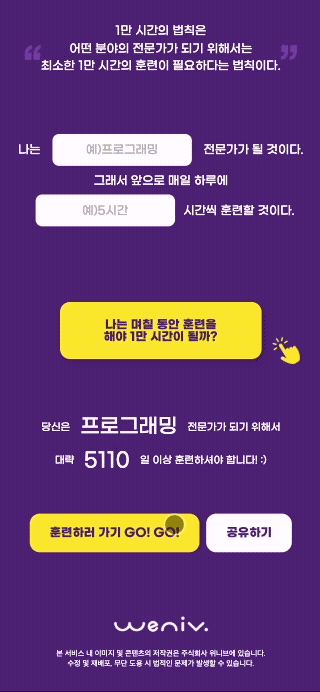 1만 시간의 법칙은
“ 어떤 분야의 전문가가 되기 위해서는 ”
최소한 1만 시간의 훈련이 필요하다는 법칙이다.
나는 예)프로그래밍 전문가가 될 것이다.
그래서 앞으로 매일 하루에
예)5시간 시간씩 훈련할 것이다.
나는 며칠 동안 훈련을
해야 1만 시간이 될까?
당신은 프로그래밍 전문가가 되기 위해서
대략 5110 일 이상 훈련하셔야 합니다! :)
훈련하러 가기 GO! GO! 공유하기
weniv.
본 서비스 내 이미지 및 콘텐츠의 저작권은 주식회사 위니브에 있습니다.
수정 및 재배포, 무단 도용 시 법적인 문제가 발생할 수 있습니다.